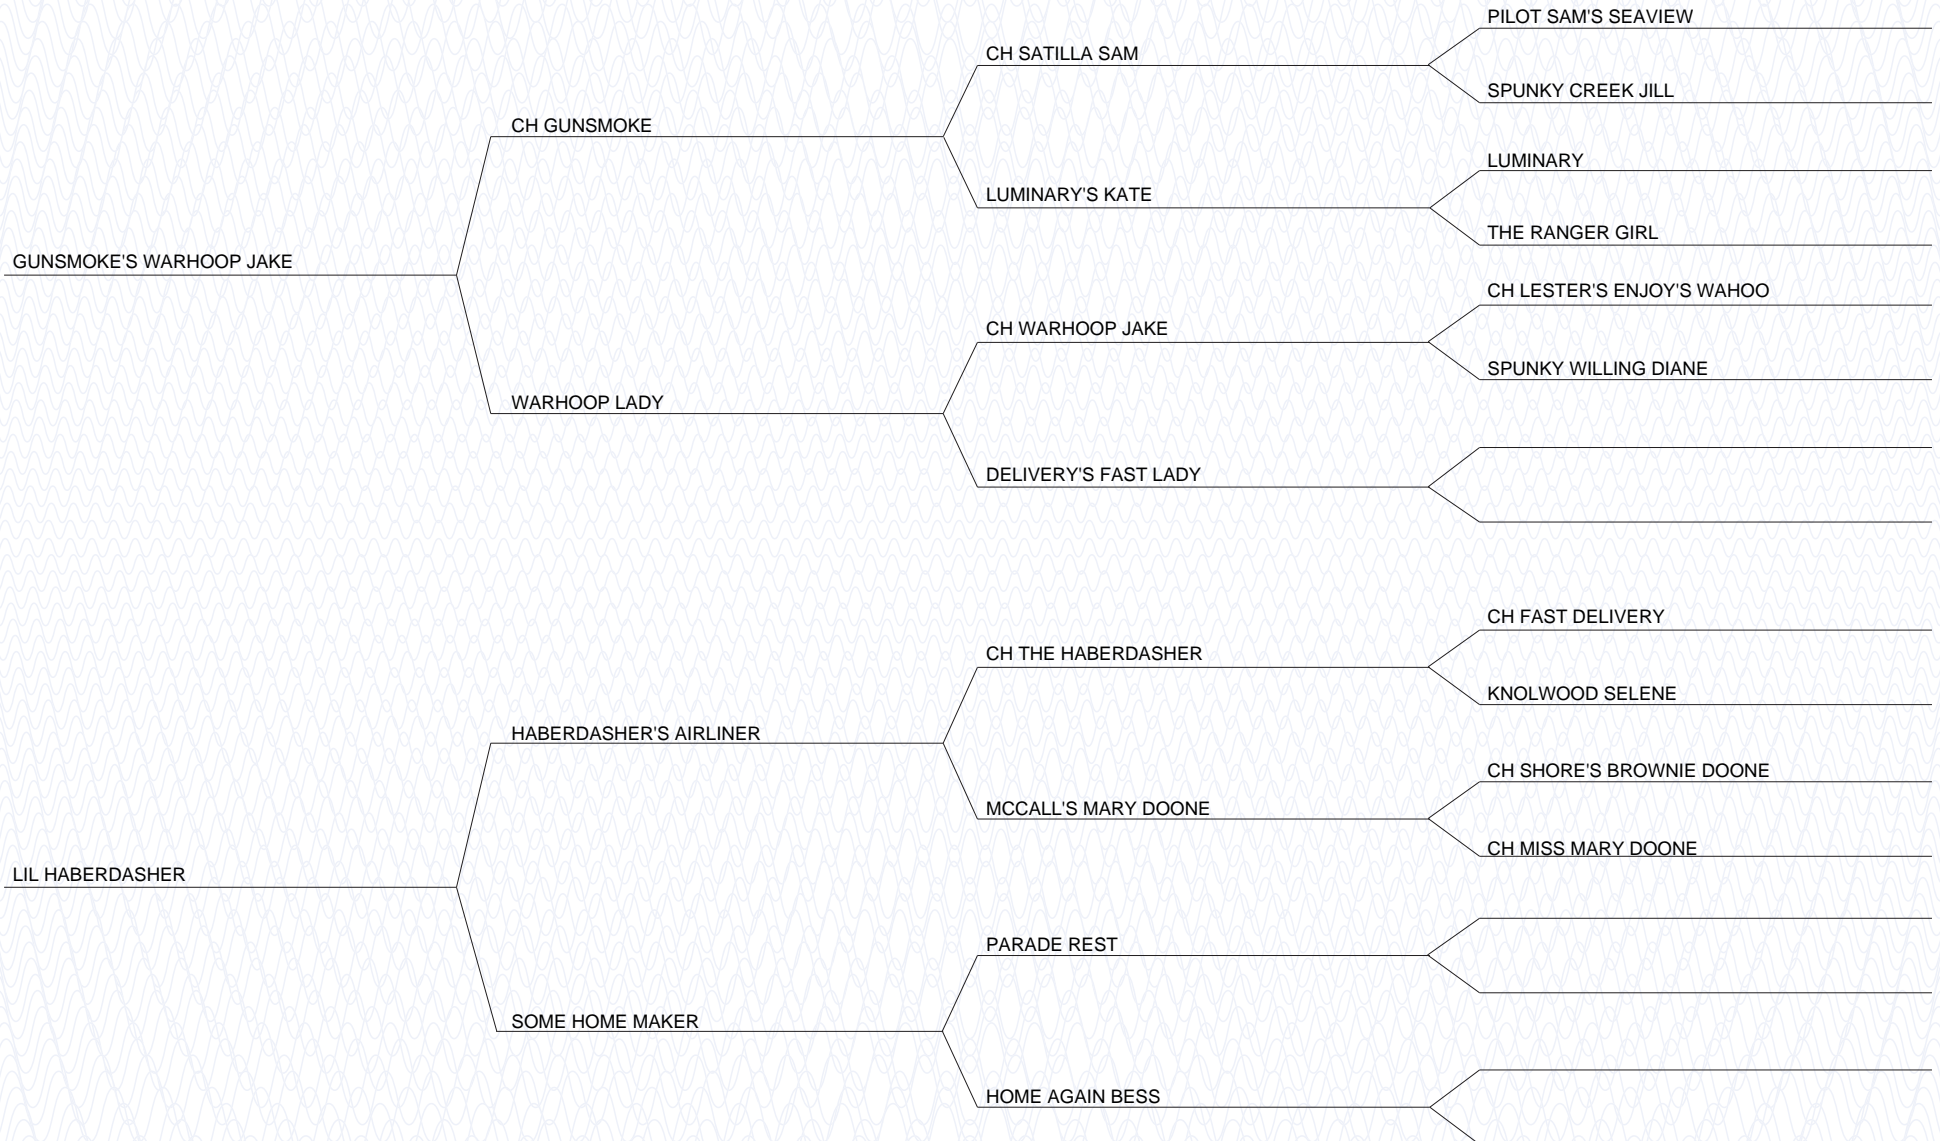 PILOT SAM'S SEAVIEW
CH SATILLA SAM
SPUNKY CREEK JILL
CH GUNSMOKE
LUMINARY
LUMINARY'S KATE
THE RANGER GIRL
GUNSMOKE'S WARHOOP JAKE
CH LESTER'S ENJOY'S WAHOO
CH WARHOOP JAKE
SPUNKY WILLING DIANE
WARHOOP LADY
DELIVERY'S FAST LADY
CH FAST DELIVERY
CH THE HABERDASHER
KNOLWOOD SELENE
HABERDASHER'S AIRLINER
CH SHORE'S BROWNIE DOONE
MCCALL'S MARY DOONE
CH MISS MARY DOONE
LIL HABERDASHER
PARADE REST
SOME HOME MAKER
HOME AGAIN BESS